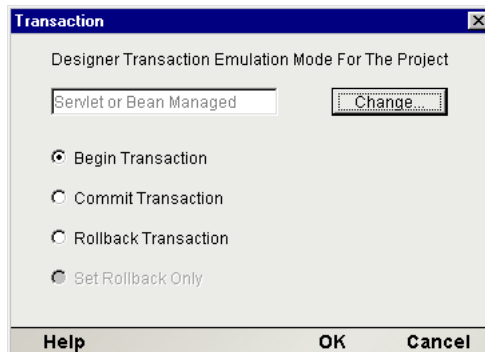 Transaction
Designer Transaction Emulation Mode For The Project
Servlet or Bean Managed Change...
Begin Transaction
Commit Transaction
Rollback Transaction
Set Rollback Only
Help OK Cancel